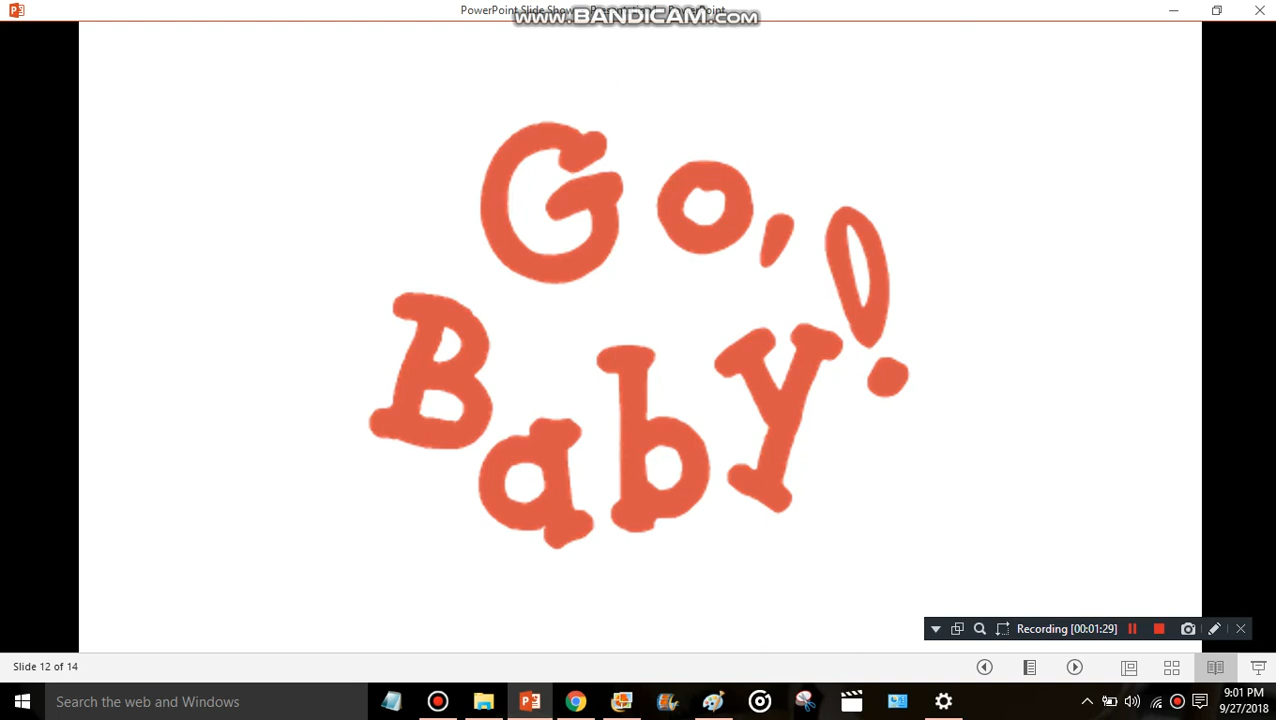 www.BANDICAM.com
Go,
Baby!
Recording [00:01:29]
Slide 12 of 14
Search the web and Windows
9:01 PM
9/27/2018